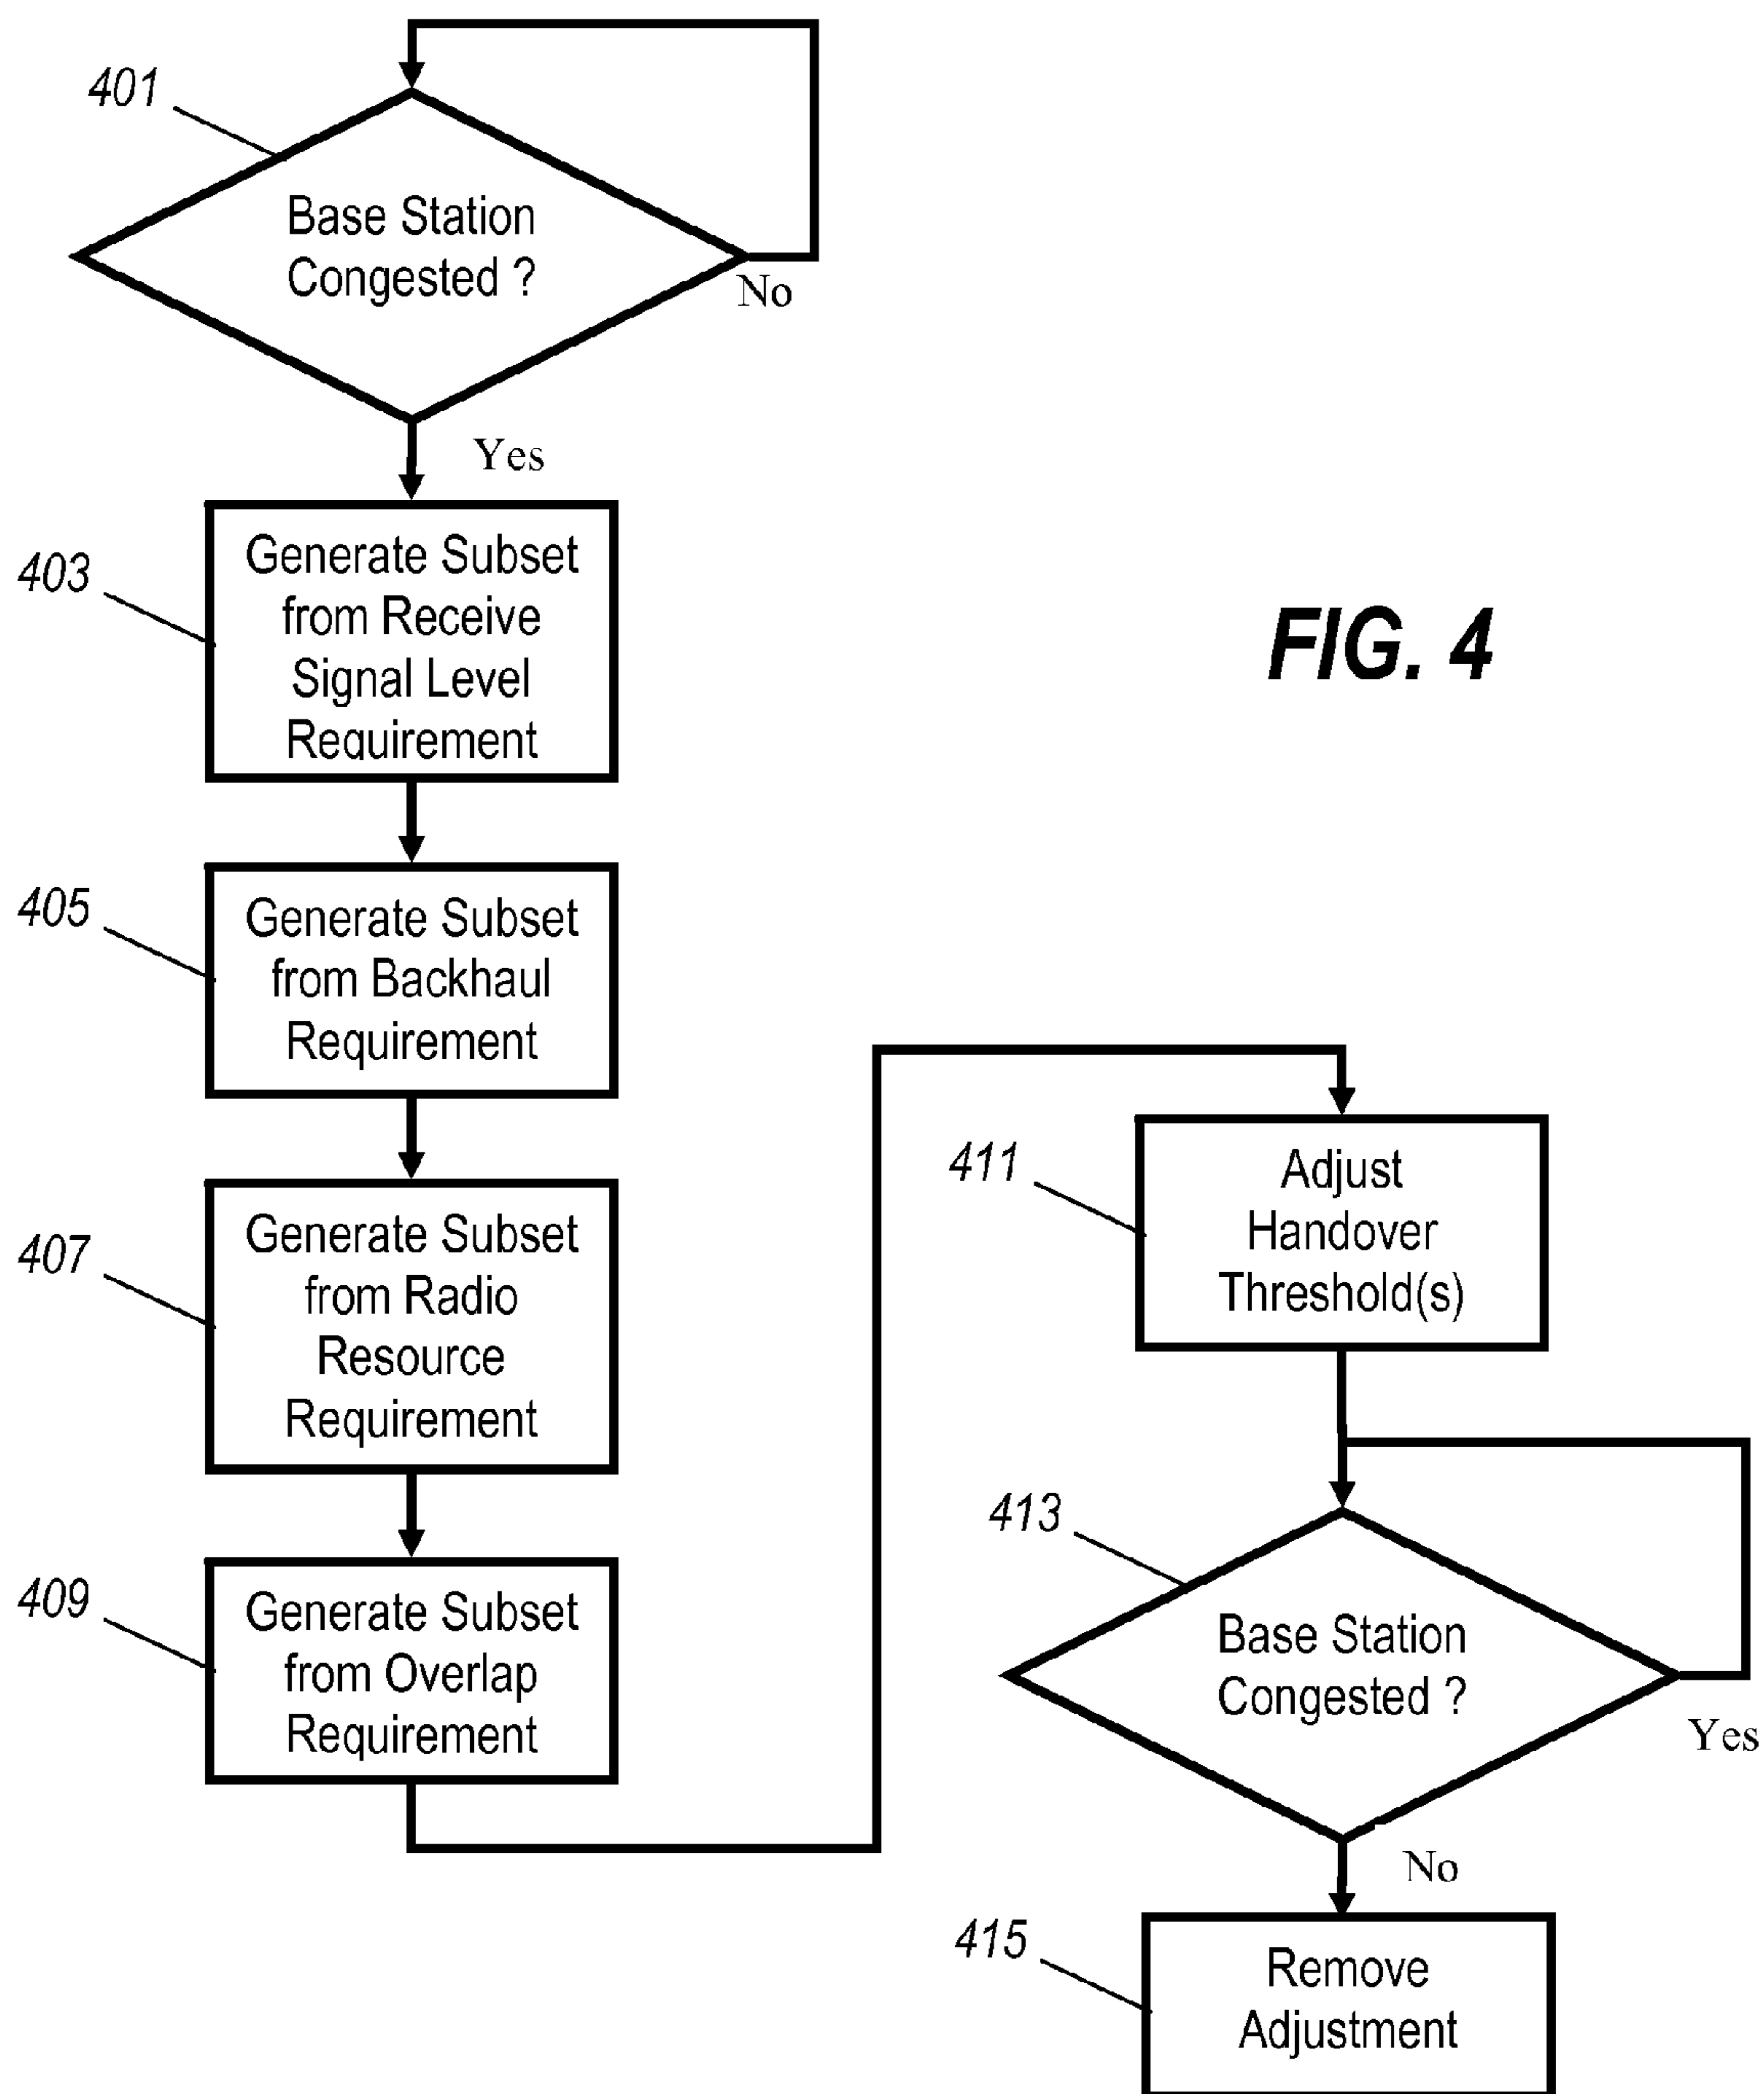 401
Base Station
Congested ?
No
Yes
403
Generate Subset
from Receive
Signal Level
Requirement
FIG. 4
405
Generate Subset
from Backhaul
Requirement
407
Generate Subset
from Radio
Resource
Requirement
409
Generate Subset
from Overlap
Requirement
411
Adjust
Handover
Threshold(s)
413
Base Station
Congested ?
Yes
No
415
Remove
Adjustment